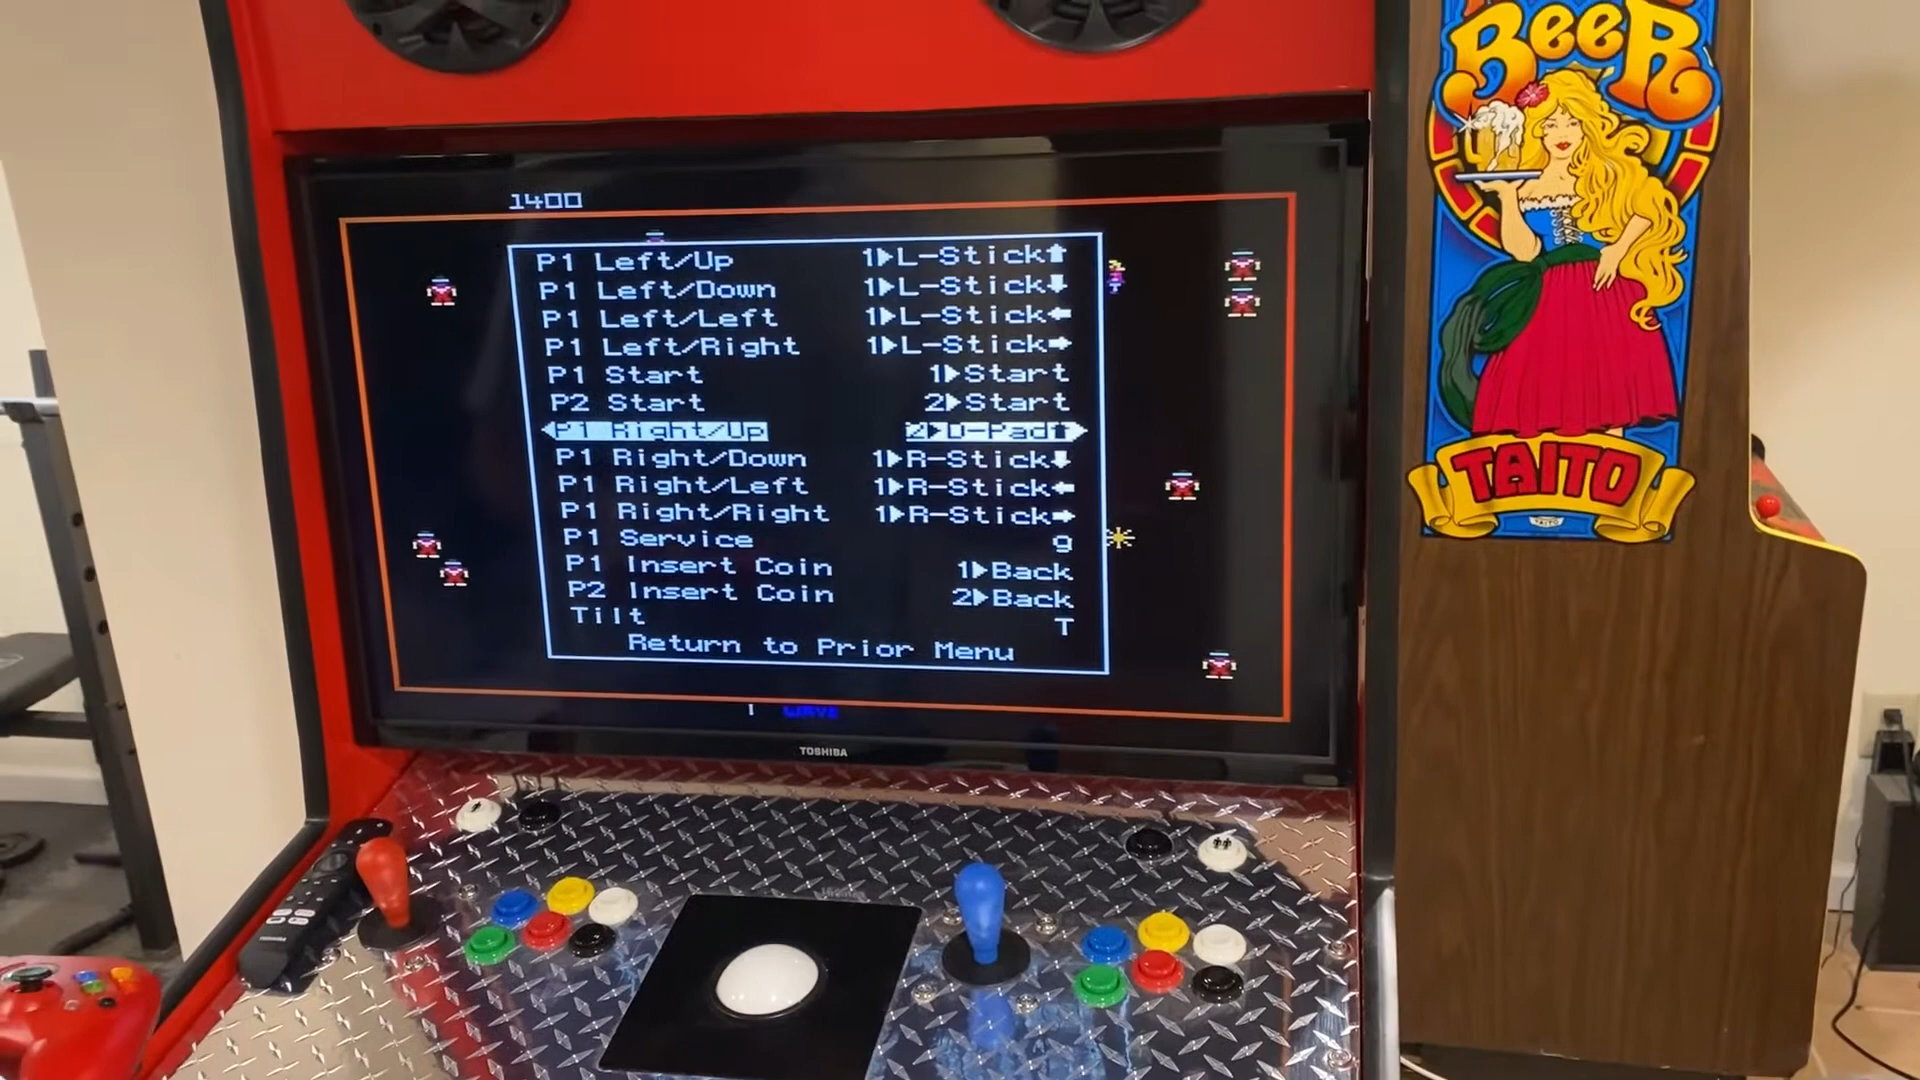 BeeR
1400
P1 Left/Up 1▶L-Stick⬆
P1 Left/Down 1▶L-Stick⬇
P1 Left/Left 1▶L-Stick⬅
P1 Left/Right 1▶L-Stick➡
P1 Start 1▶Start
P2 Start 2▶Start
P1 Right/Up 2▶D-Pad⬆
P1 Right/Down 1▶R-Stick⬇
P1 Right/Left 1▶R-Stick⬅
P1 Right/Right 1▶R-Stick➡
P1 Service 9
P1 Insert Coin 1▶Back
P2 Insert Coin 2▶Back
Tilt T
Return to Prior Menu
1 WAVE
TOSHIBA
TAITO
TAITO